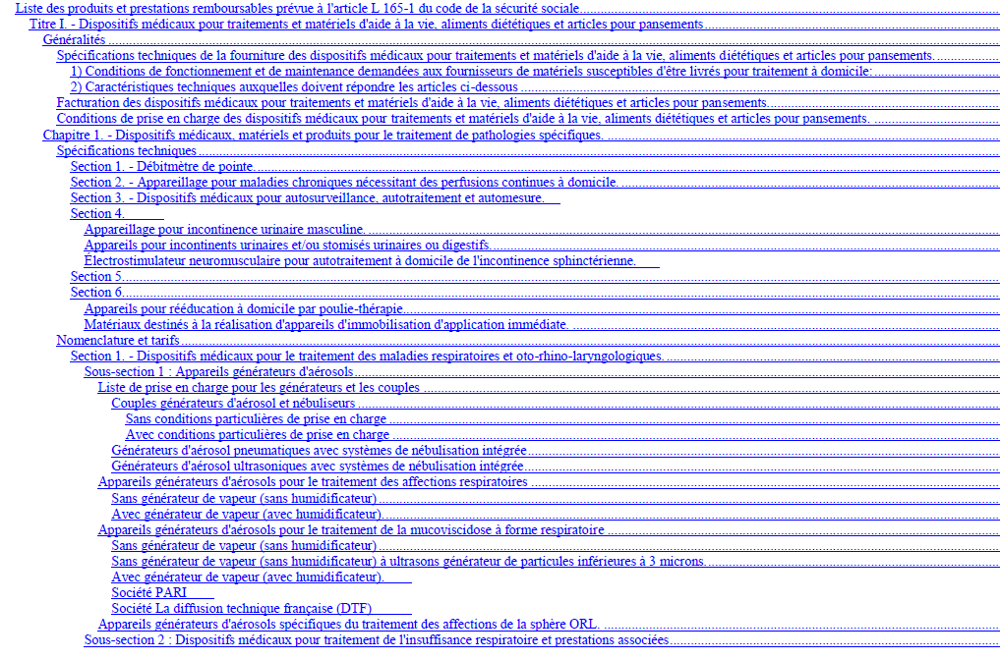 Liste des produits et prestations remboursables prévue à l'article L 165-1 du code de la sécurité sociale
Titre I. - Dispositifs médicaux pour traitements et matériels d'aide à la vie, aliments diététiques et articles pour pansements
Généralités
Spécifications techniques de la fourniture des dispositifs médicaux pour traitements et matériels d'aide à la vie, aliments diététiques et articles pour pansements.
1) Conditions de fonctionnement et de maintenance demandées aux fournisseurs de matériels susceptibles d'être livrés pour traitement à domicile:
2) Caractéristiques techniques auxquelles doivent répondre les articles ci-dessous
Facturation des dispositifs médicaux pour traitements et matériels d'aide à la vie, aliments diététiques et articles pour pansements.
Conditions de prise en charge des dispositifs médicaux pour traitements et matériels d'aide à la vie, aliments diététiques et articles pour pansements.
Chapitre 1. - Dispositifs médicaux, matériels et produits pour le traitement de pathologies spécifiques.
Spécifications techniques
Section 1. - Débitmètre de pointe.
Section 2. - Appareillage pour maladies chroniques nécessitant des perfusions continues à domicile.
Section 3. - Dispositifs médicaux pour autosurveillance, autotraitement et automesure.
Section 4.
Appareillage pour incontinence urinaire masculine.
Appareils pour incontinents urinaires et/ou stomisés urinaires ou digestifs.
Électrostimulateur neuromusculaire pour autotraitement à domicile de l'incontinence sphinctérienne.
Section 5.
Section 6.
Appareils pour rééducation à domicile par poulie-thérapie
Matériaux destinés à la réalisation d'appareils d'immobilisation d'application immédiate.
Nomenclature et tarifs
Section 1. - Dispositifs médicaux pour le traitement des maladies respiratoires et oto-rhino-laryngologiques.
Sous-section 1 : Appareils générateurs d'aérosols
Liste de prise en charge pour les générateurs et les couples
Couples générateurs d'aérosol et nébuliseurs
Sans conditions particulières de prise en charge
Avec conditions particulières de prise en charge
Générateurs d'aérosol pneumatiques avec systèmes de nébulisation intégrée
Générateurs d'aérosol ultrasoniques avec systèmes de nébulisation intégrée
Appareils générateurs d'aérosols pour le traitement des affections respiratoires
Sans générateur de vapeur (sans humidificateur)
Avec générateur de vapeur (avec humidificateur).
Appareils générateurs d'aérosols pour le traitement de la mucoviscidose à forme respiratoire
Sans générateur de vapeur (sans humidificateur)
Sans générateur de vapeur (sans humidificateur) à ultrasons générateur de particules inférieures à 3 microns.
Avec générateur de vapeur (avec humidificateur).
Société PARI
Société La diffusion technique française (DTF)
Appareils générateurs d'aérosols spécifiques du traitement des affections de la sphère ORL.
Sous-section 2 : Dispositifs médicaux pour traitement de l'insuffisance respiratoire et prestations associées